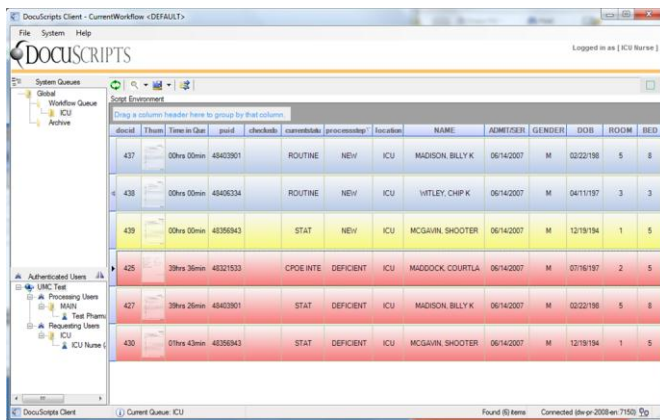 DocuScripts Client - CurrentWorkflow <DEFAULT>
File System Help
DOCUSCRIPTS
Logged in as [ ICU Nurse ]
System Queues
Global
Workflow Queue
ICU
Archive
Script Environment
Drag a column header here to group by that column.
docid Thum Time in Que puid checkinfo currentstatu processstep location NAME ADMIT/SER GENDER DOB ROOM BED
437 00hrs 00min 48403901 ROUTINE NEW ICU MADISON, BILLY K 06/14/2007 M 02/22/198 5 8
438 00hrs 00min 48406334 ROUTINE NEW ICU WITLEY, CHIP K 06/14/2007 M 04/11/197 3 3
439 00hrs 00min 48356943 STAT NEW ICU MCGAVIN, SHOOTER 06/14/2007 M 12/19/194 1 5
425 39hrs 36min 48321533 CPOE INTE DEFICIENT ICU MADDOCK, COURTLA 06/14/2007 M 07/16/197 2 5
427 39hrs 26min 48403901 STAT DEFICIENT ICU MADISON, BILLY K 06/14/2007 M 02/22/198 5 8
430 01hrs 43min 48356943 STAT DEFICIENT ICU MCGAVIN, SHOOTER 06/14/2007 M 12/19/194 1 5
Authenticated Users
UMC Test
Processing Users
MAIN
Test Pharma
Requesting Users
ICU
ICU Nurse (
DocuScripts Client Current Queue: ICU Found (6) items Connected (dw-pr-2008-en:7150)